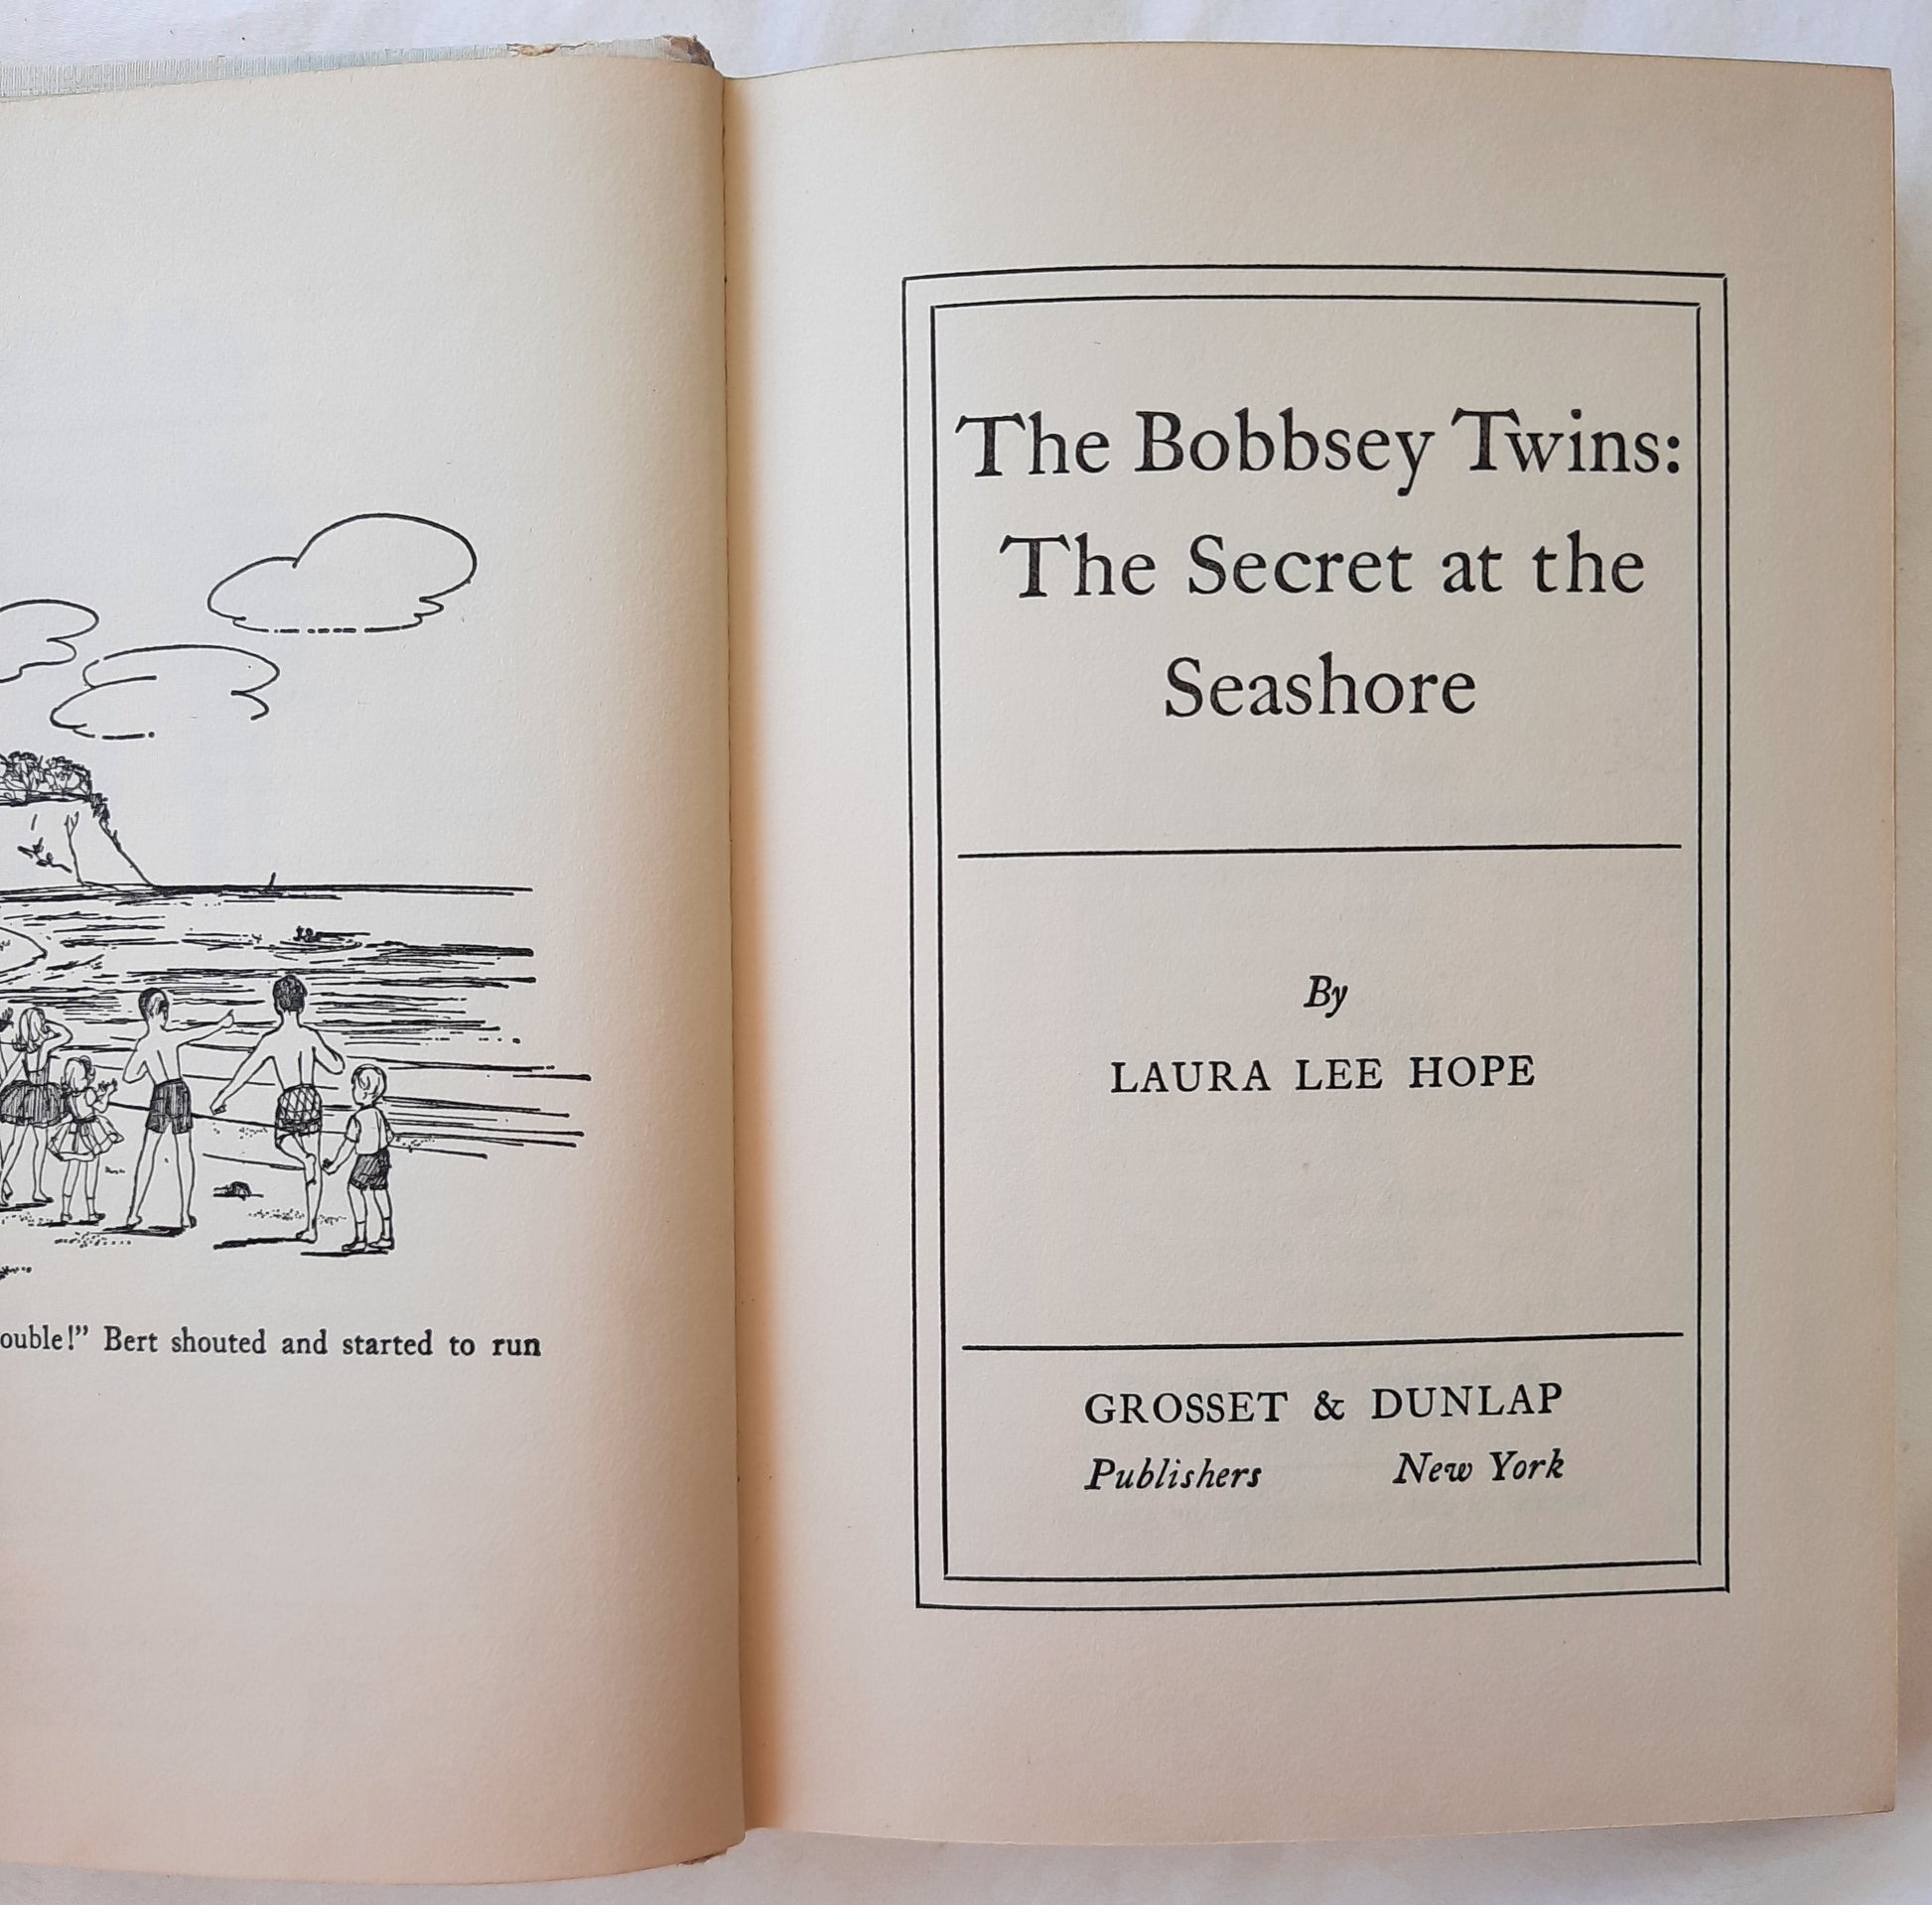 ouble!” Bert shouted and started to run
The Bobbsey Twins:
The Secret at the
Seashore
By
LAURA LEE HOPE
GROSSET & DUNLAP
Publishers New York